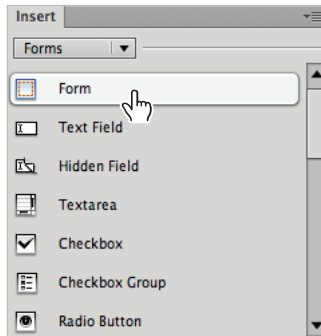 Insert
Forms
Form
Text Field
Hidden Field
Textarea
Checkbox
Checkbox Group
Radio Button